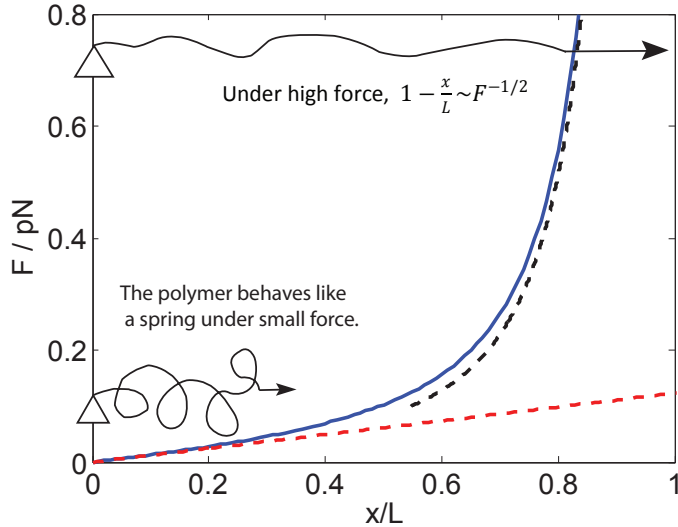 0.8
Under high force, 1 − x/L ~F^{-1/2}
0.6
F / pN
0.4
The polymer behaves like
a spring under small force.
0.2
0
0 0.2 0.4 0.6 0.8 1
x/L